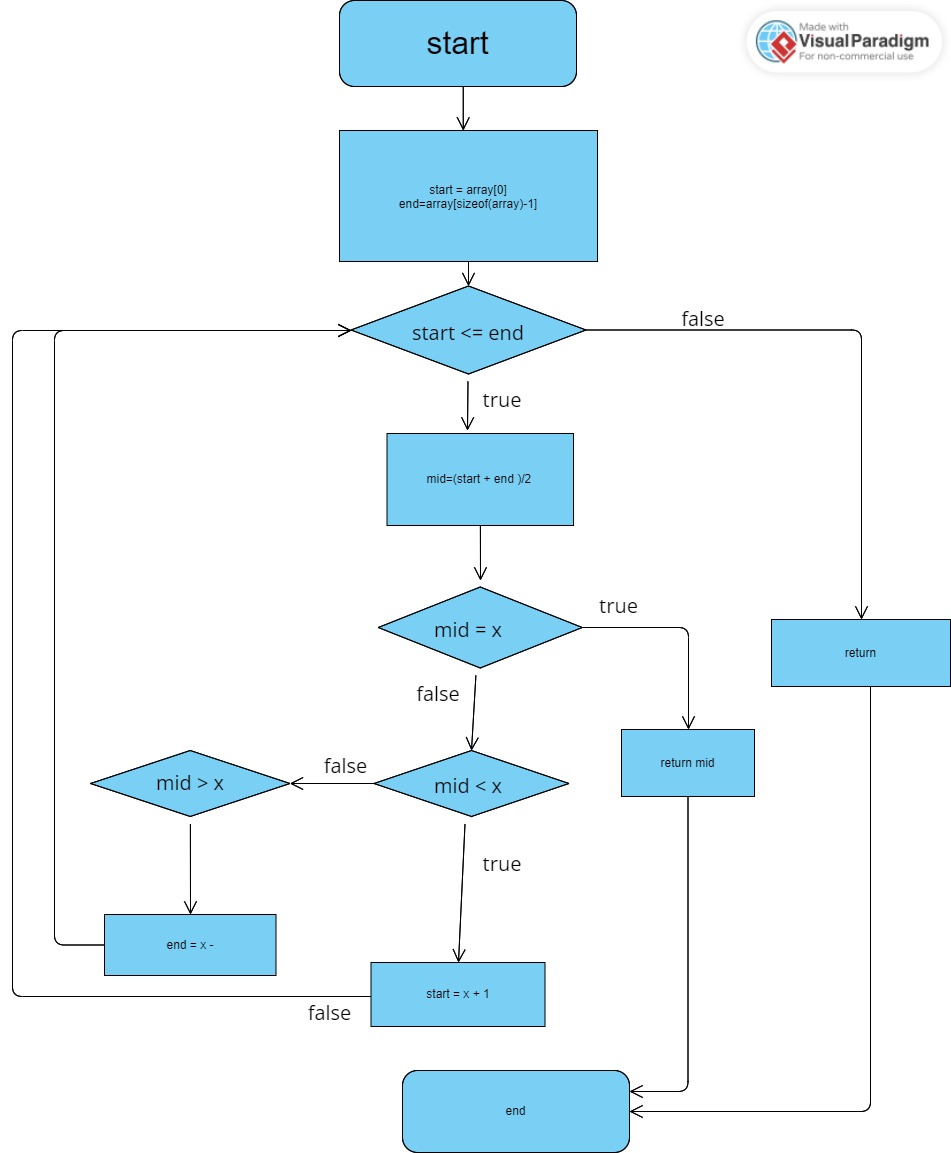 start
Made with
VisualParadigm
For non-commercial use
start = array[0]
end=array[sizeof(array)-1]
start <= end
false
true
mid=(start + end )/2
mid = x
true
return
false
mid > x
false
mid < x
return mid
true
end = x -
start = x + 1
false
end